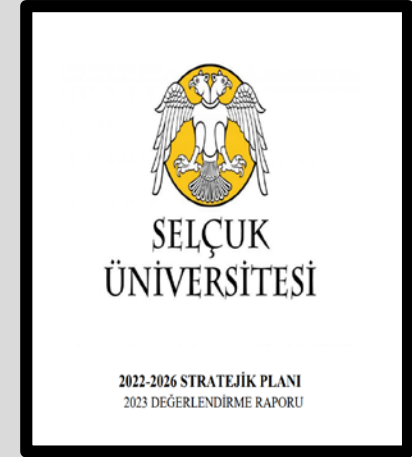 SELÇUK
ÜNİVERSİTESİ
2022-2026 STRATEJİK PLANI
2023 DEĞERLENDİRME RAPORU